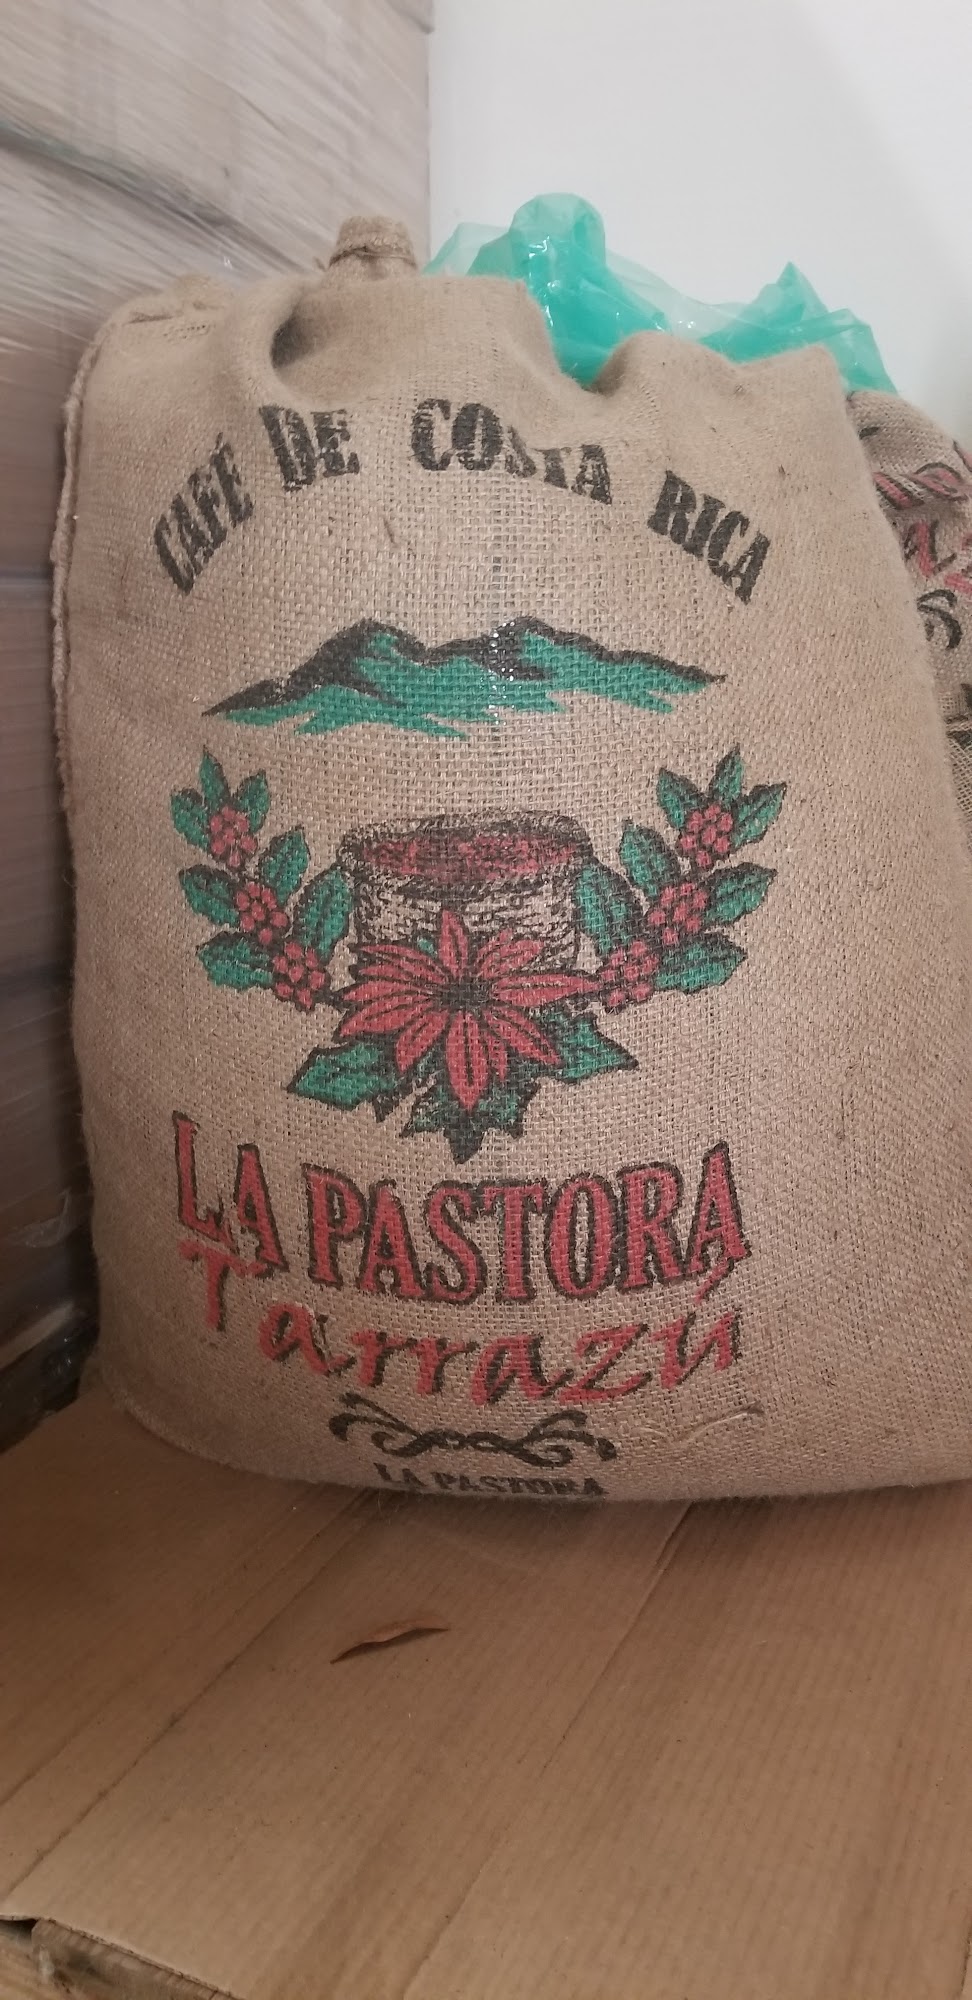 CAFÉ DE COSTA RICA
LA PASTORA
Tarrazú
LA PASTORA